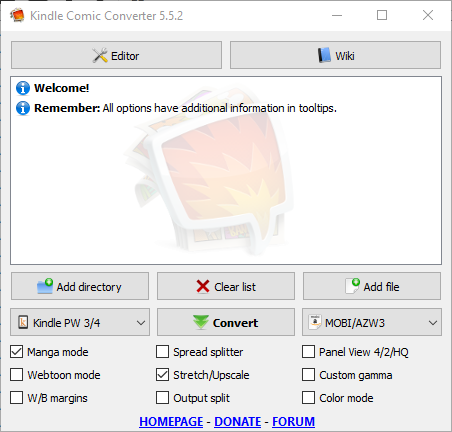 Kindle Comic Converter 5.5.2
Editor Wiki
Welcome!
Remember: All options have additional information in tooltips.
Add directory Clear list Add file
Kindle PW 3/4 Convert MOBI/AZW3
Manga mode Spread splitter Panel View 4/2/HQ
Webtoon mode Stretch/Upscale Custom gamma
W/B margins Output split Color mode
HOMEPAGE - DONATE - FORUM